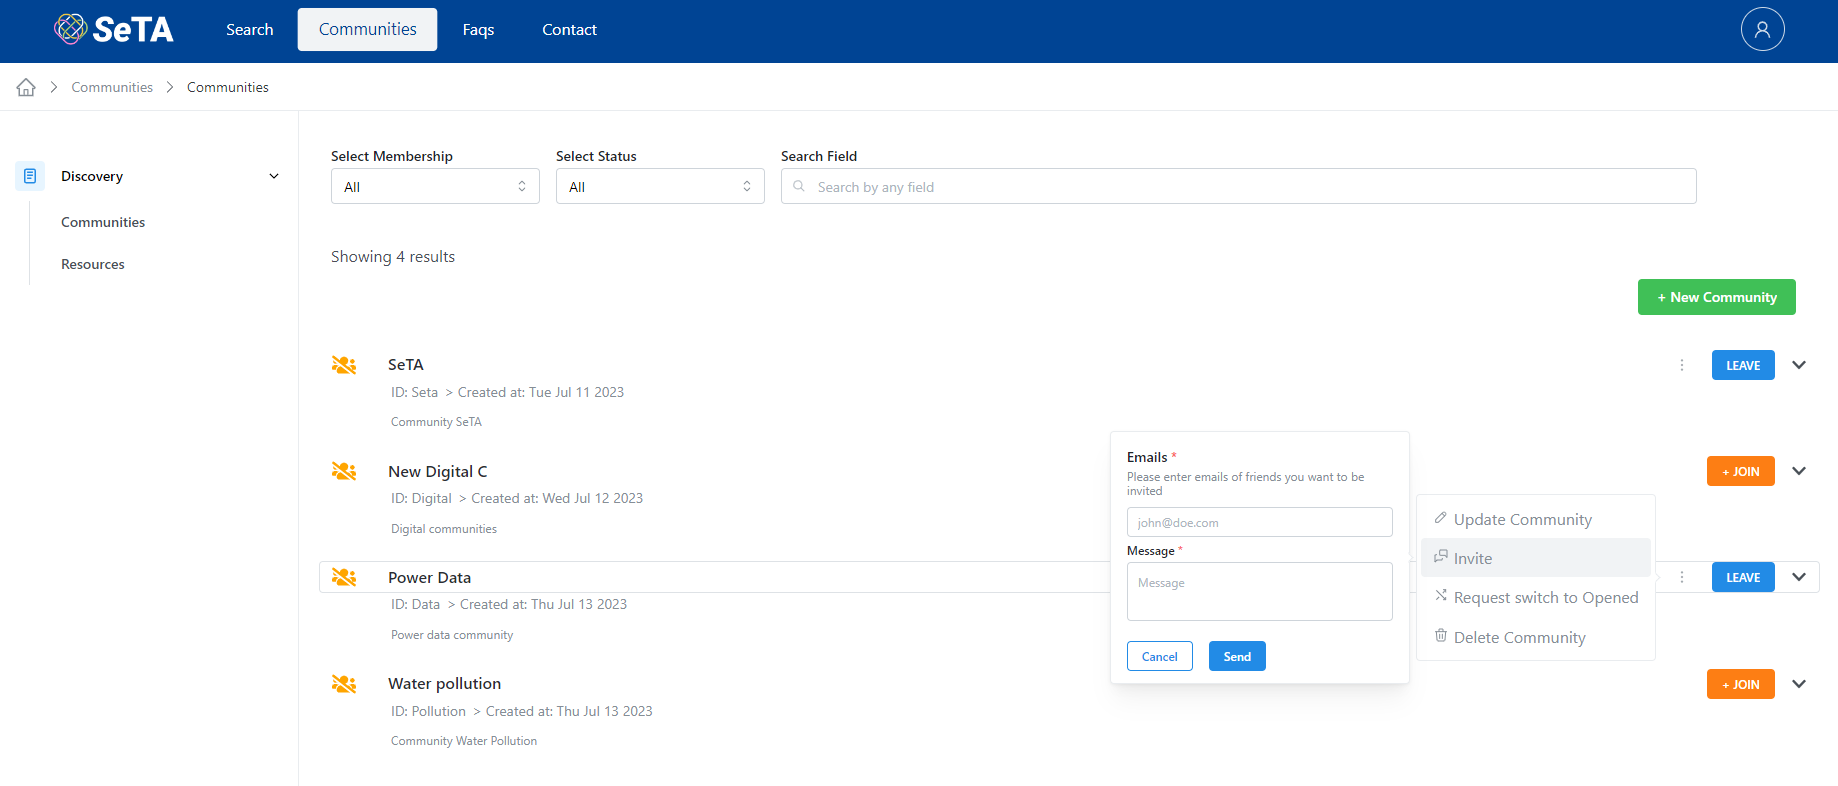 SeTA
Search
Communities
Faqs
Contact
Communities
Communities
Discovery
Communities
Resources
Select Membership
Select Status
Search Field
All
All
Search by any field
Showing 4 results
+ New Community
SeTA
LEAVE
ID: Seta > Created at: Tue Jul 11 2023
Community SeTA
New Digital C
+ JOIN
ID: Digital > Created at: Wed Jul 12 2023
Digital communities
Power Data
LEAVE
ID: Data > Created at: Thu Jul 13 2023
Power data community
Water pollution
+ JOIN
ID: Pollution > Created at: Thu Jul 13 2023
Community Water Pollution
Emails *
Please enter emails of friends you want to be
invited
john@doe.com
Message *
Message
Cancel
Send
Update Community
Invite
Request switch to Opened
Delete Community